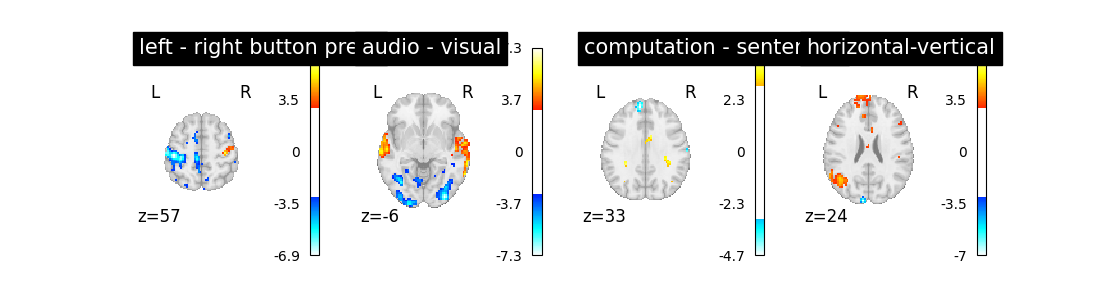 left - right button pre
audio - visual
computation - senter
horizontal-vertical
L R
3.5
0
-3.5
-6.9
z=57
L R
7.3
3.7
0
-3.7
-7.3
z=-6
L R
2.3
0
-2.3
-4.7
z=33
L R
3.5
0
-3.5
-7
z=24